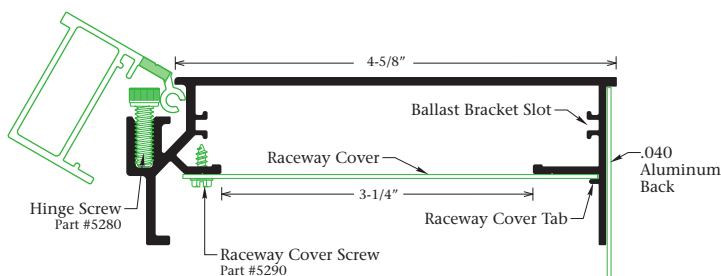 4-5/8”
Ballast Bracket Slot
Raceway Cover
.040
Aluminum
Back
3-1/4”
Hinge Screw
Part #5280
Raceway Cover Tab
Raceway Cover Screw
Part #5290